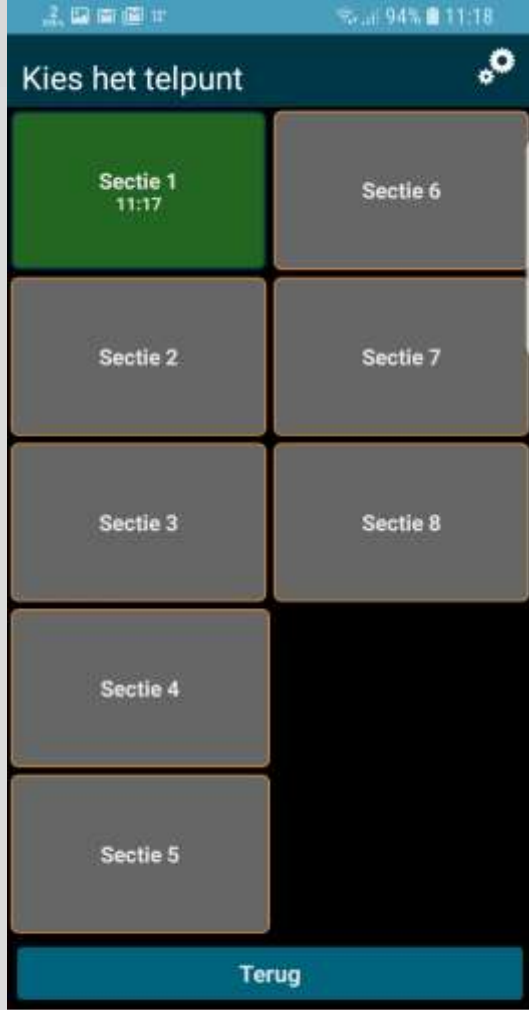 94% 11:18
Kies het telpunt
Sectie 1
11:17
Sectie 6
Sectie 2
Sectie 7
Sectie 3
Sectie 8
Sectie 4
Sectie 5
Terug